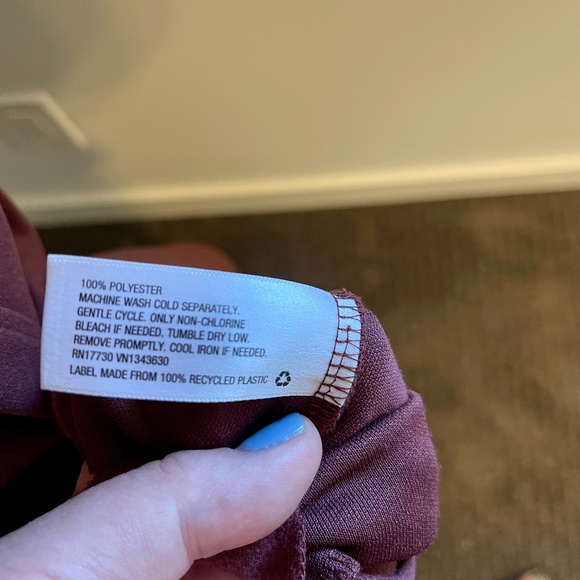 100% POLYESTER
MACHINE WASH COLD SEPARATELY.
GENTLE CYCLE. ONLY NON-CHLORINE
BLEACH IF NEEDED. TUMBLE DRY LOW.
REMOVE PROMPTLY. COOL IRON IF NEEDED.
RN17730 VN1343630
LABEL MADE FROM 100% RECYCLED PLASTIC